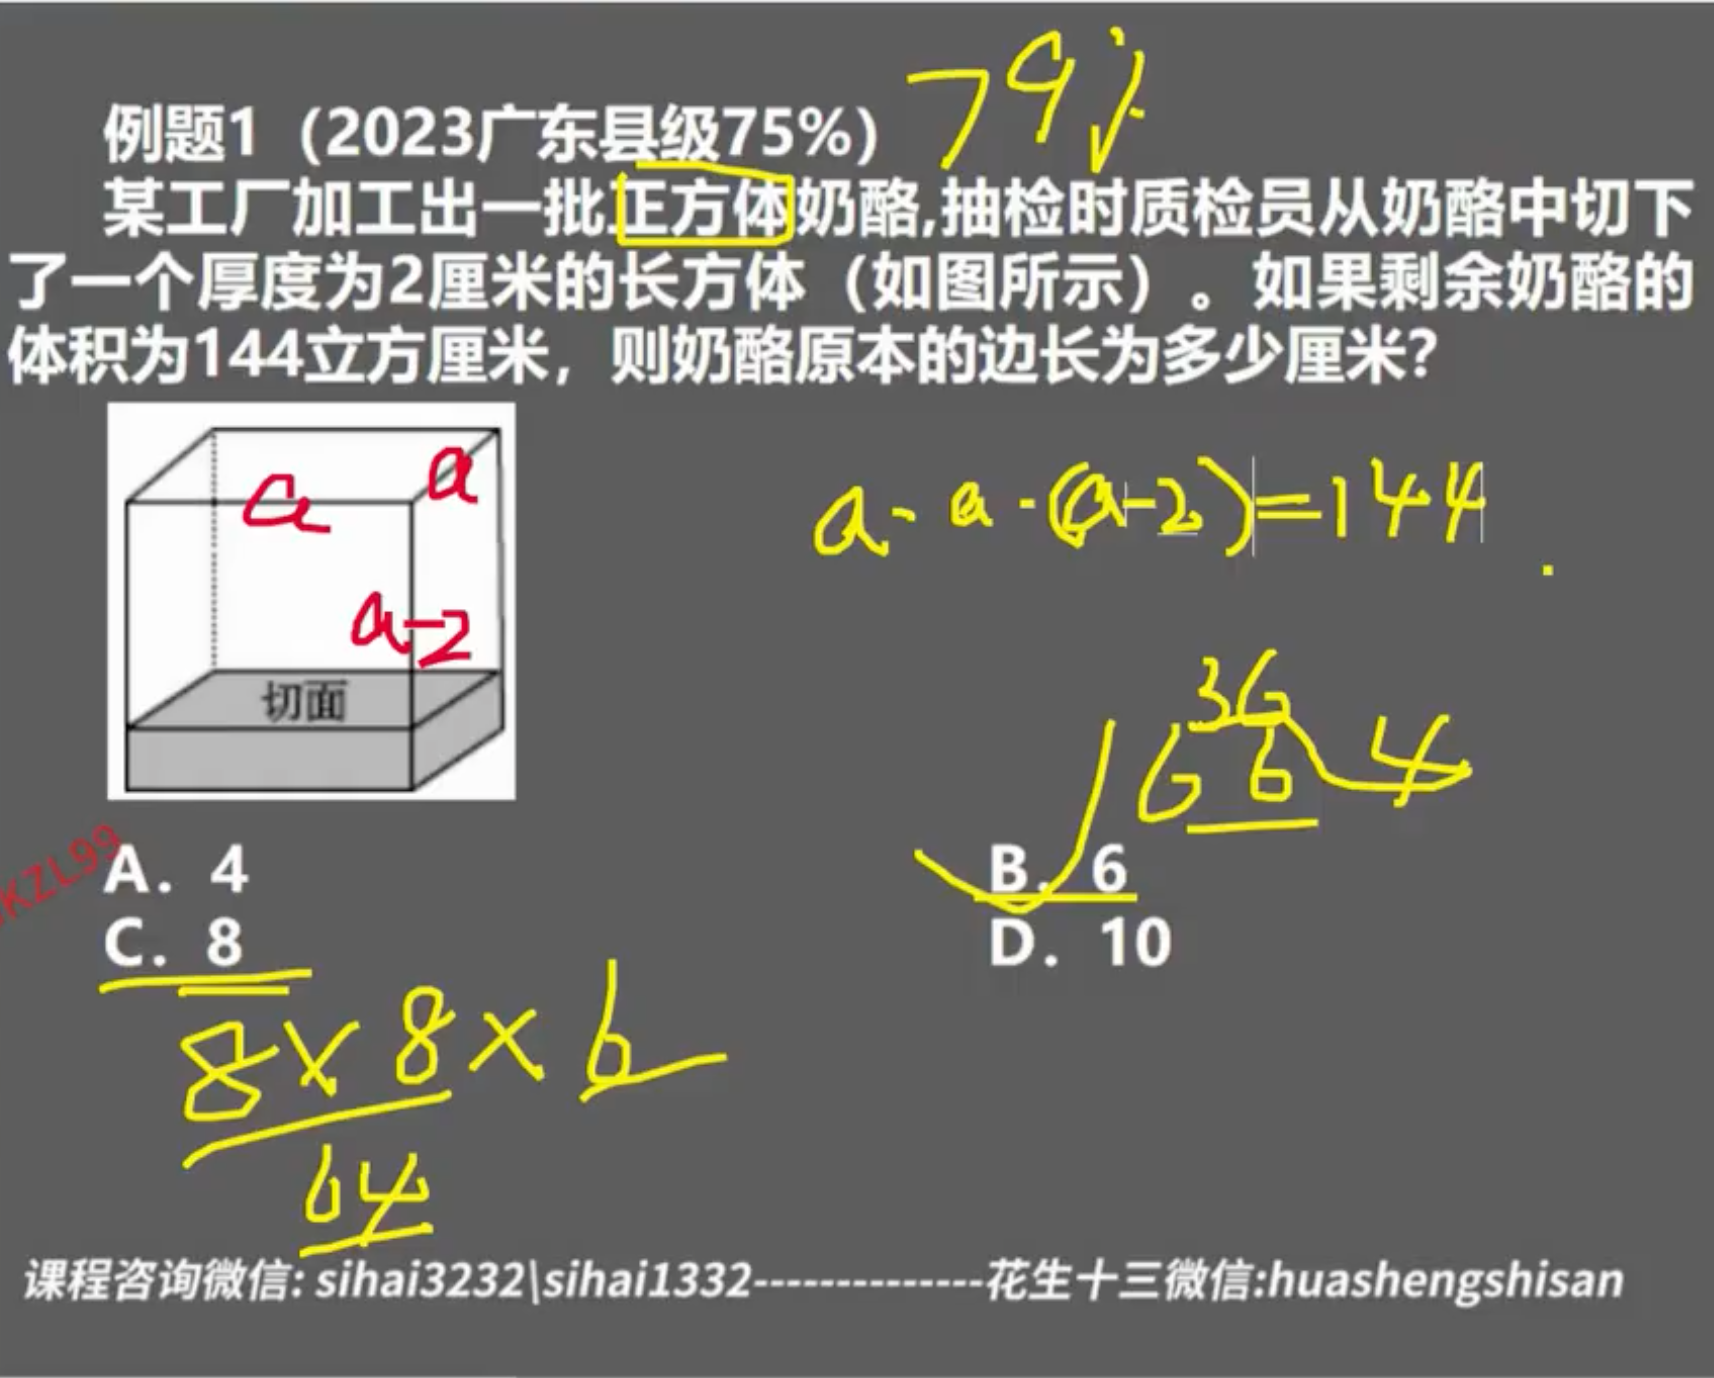 79%
例题1（2023广东县级75%）
某工厂加工出一批正方体奶酪,抽检时质检员从奶酪中切下
了一个厚度为2厘米的长方体（如图所示）。如果剩余奶酪的
体积为144立方厘米，则奶酪原本的边长为多少厘米？
a
a
a-2
切面
a·a·(a-2)=144
36
6 6 4
KZL99
A. 4
B. 6
C. 8
D. 10
8×8×6
64
课程咨询微信: sihai3232\sihai1332--------------花生十三微信:huashengshisan